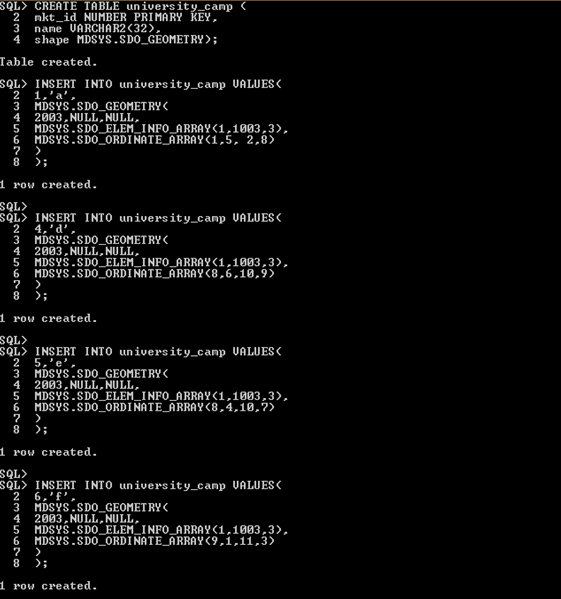 SQL> CREATE TABLE university_camp (
2 mkt_id NUMBER PRIMARY KEY,
3 name VARCHAR2(32),
4 shape MDSYS.SDO_GEOMETRY);
Table created.
SQL> INSERT INTO university_camp VALUES(
2 1,'a',
3 MDSYS.SDO_GEOMETRY(
4 2003,NULL,NULL,
5 MDSYS.SDO_ELEM_INFO_ARRAY(1,1003,3),
6 MDSYS.SDO_ORDINATE_ARRAY(1,5, 2,8)
7 )
8 );
1 row created.
SQL>
SQL> INSERT INTO university_camp VALUES(
2 4,'d',
3 MDSYS.SDO_GEOMETRY(
4 2003,NULL,NULL,
5 MDSYS.SDO_ELEM_INFO_ARRAY(1,1003,3),
6 MDSYS.SDO_ORDINATE_ARRAY(8,6,10,9)
7 )
8 );
1 row created.
SQL>
SQL> INSERT INTO university_camp VALUES(
2 5,'e',
3 MDSYS.SDO_GEOMETRY(
4 2003,NULL,NULL,
5 MDSYS.SDO_ELEM_INFO_ARRAY(1,1003,3),
6 MDSYS.SDO_ORDINATE_ARRAY(8,4,10,7)
7 )
8 );
1 row created.
SQL>
SQL> INSERT INTO university_camp VALUES(
2 6,'f',
3 MDSYS.SDO_GEOMETRY(
4 2003,NULL,NULL,
5 MDSYS.SDO_ELEM_INFO_ARRAY(1,1003,3),
6 MDSYS.SDO_ORDINATE_ARRAY(9,1,11,3)
7 )
8 );
1 row created.